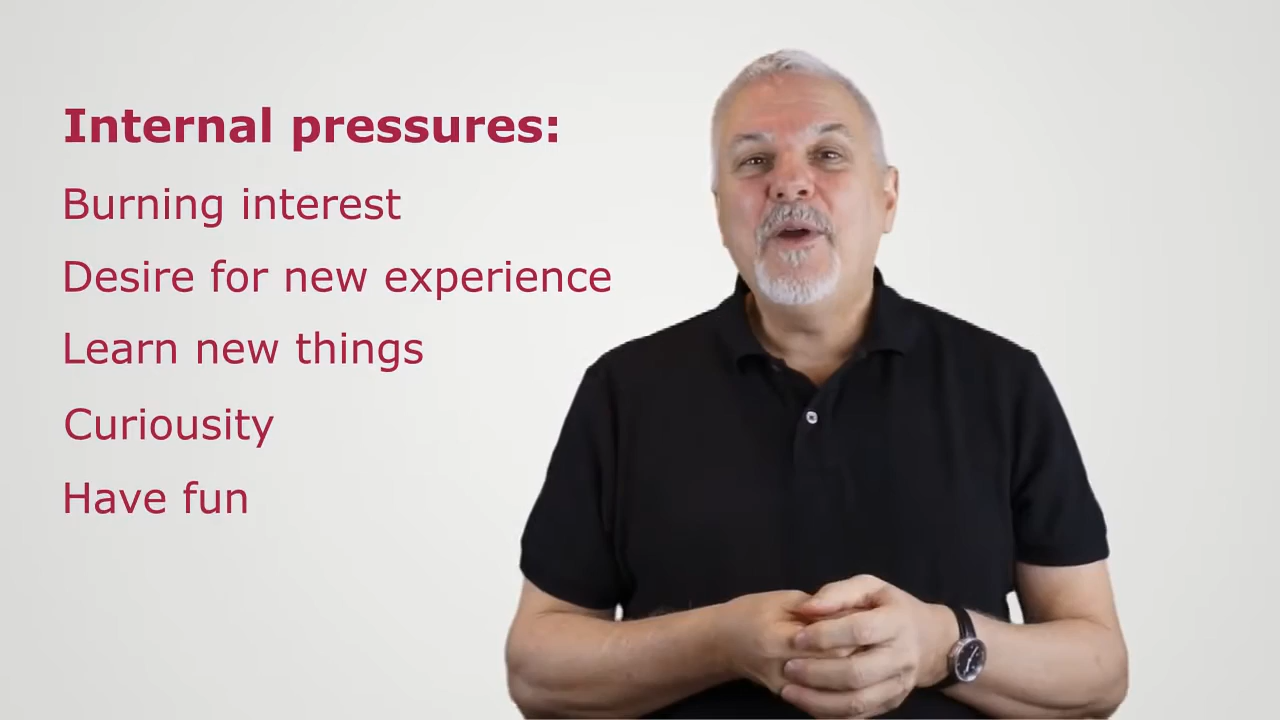 Internal pressures:
Burning interest
Desire for new experience
Learn new things
Curiousity
Have fun